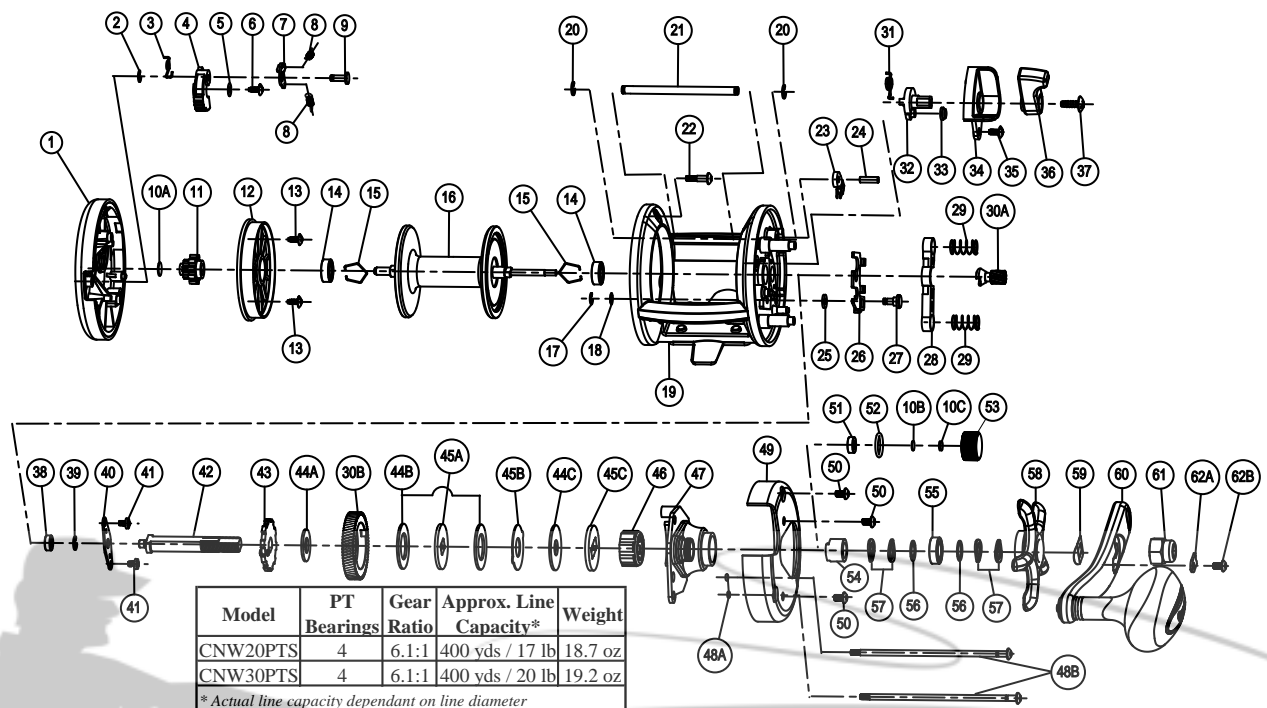 2 3 4 5 6 7 8 9
8
20 21 20
31
1
22
23 24
32 33 34 35 36 37
10A 11 12 13 14 15 16 15 14
29 30A
13
17 18
19
25 26 27 28 29
51 52 10B 10C 53
38 39 40 41 42 43 44A 30B 44B 45A 45B 44C 45C 46 47 49 50 50 55 58 59 60 61 62A 62B
41
54 57 56 56 57
50
48A
48B
Model PT Bearings Gear Ratio Approx. Line Capacity* Weight
CNW20PTS 4 6.1:1 400 yds / 17 lb 18.7 oz
CNW30PTS 4 6.1:1 400 yds / 20 lb 19.2 oz
* Actual line capacity dependant on line diameter